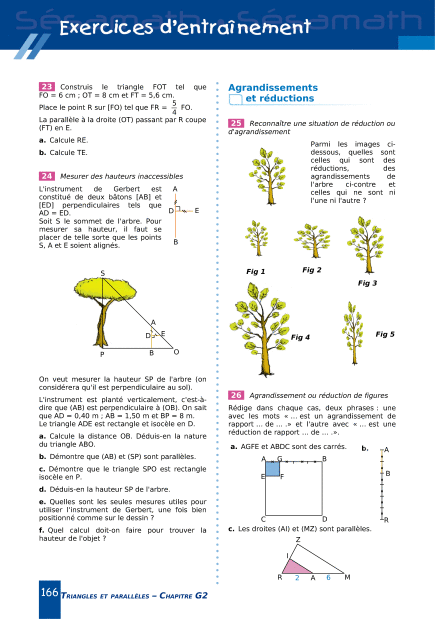 Sésamath Sésamath
Exercices d'entraînement
23 Construis le triangle FOT tel que
FO = 6 cm ; OT = 8 cm et FT = 5,6 cm.
Place le point R sur [FO) tel que FR = 5/4 FO.
La parallèle à la droite (OT) passant par R coupe
(FT) en E.
a. Calcule RE.
b. Calcule TE.
24 Mesurer des hauteurs inaccessibles
L'instrument de Gerbert est
constitué de deux bâtons [AB] et
[ED] perpendiculaires tels que
AD = ED.
Soit S le sommet de l'arbre. Pour
mesurer sa hauteur, il faut se
placer de telle sorte que les points
S, A et E soient alignés.
A
D E
B
S
A
D E
P B O
On veut mesurer la hauteur SP de l'arbre (on
considérera qu'il est perpendiculaire au sol).
L'instrument est planté verticalement, c'est-à-
dire que (AB) est perpendiculaire à (OB). On sait
que AD = 0,40 m ; AB = 1,50 m et BP = 8 m.
Le triangle ADE est rectangle et isocèle en D.
a. Calcule la distance OB. Déduis-en la nature
du triangle ABO.
b. Démontre que (AB) et (SP) sont parallèles.
c. Démontre que le triangle SPO est rectangle
isocèle en P.
d. Déduis-en la hauteur SP de l'arbre.
e. Quelles sont les seules mesures utiles pour
utiliser l'instrument de Gerbert, une fois bien
positionné comme sur le dessin ?
f. Quel calcul doit-on faire pour trouver la
hauteur de l'objet ?
Agrandissements
et réductions
25 Reconnaître une situation de réduction ou
d'agrandissement
Parmi les images ci-
dessous, quelles sont
celles qui sont des
réductions, des
agrandissements de
l'arbre ci-contre et
celles qui ne sont ni
l'une ni l'autre ?
Fig 1
Fig 2
Fig 3
Fig 4
Fig 5
26 Agrandissement ou réduction de figures
Rédige dans chaque cas, deux phrases : une
avec les mots « ... est un agrandissement de
rapport ... de ... » et l'autre avec « ... est une
réduction de rapport ... de ... ».
a. AGFE et ABDC sont des carrés.
b.
A G B
E F
C D
A
B
R
c. Les droites (AI) et (MZ) sont parallèles.
Z
I
R 2 A 6 M
166 TRIANGLES ET PARALLÈLES – CHAPITRE G2